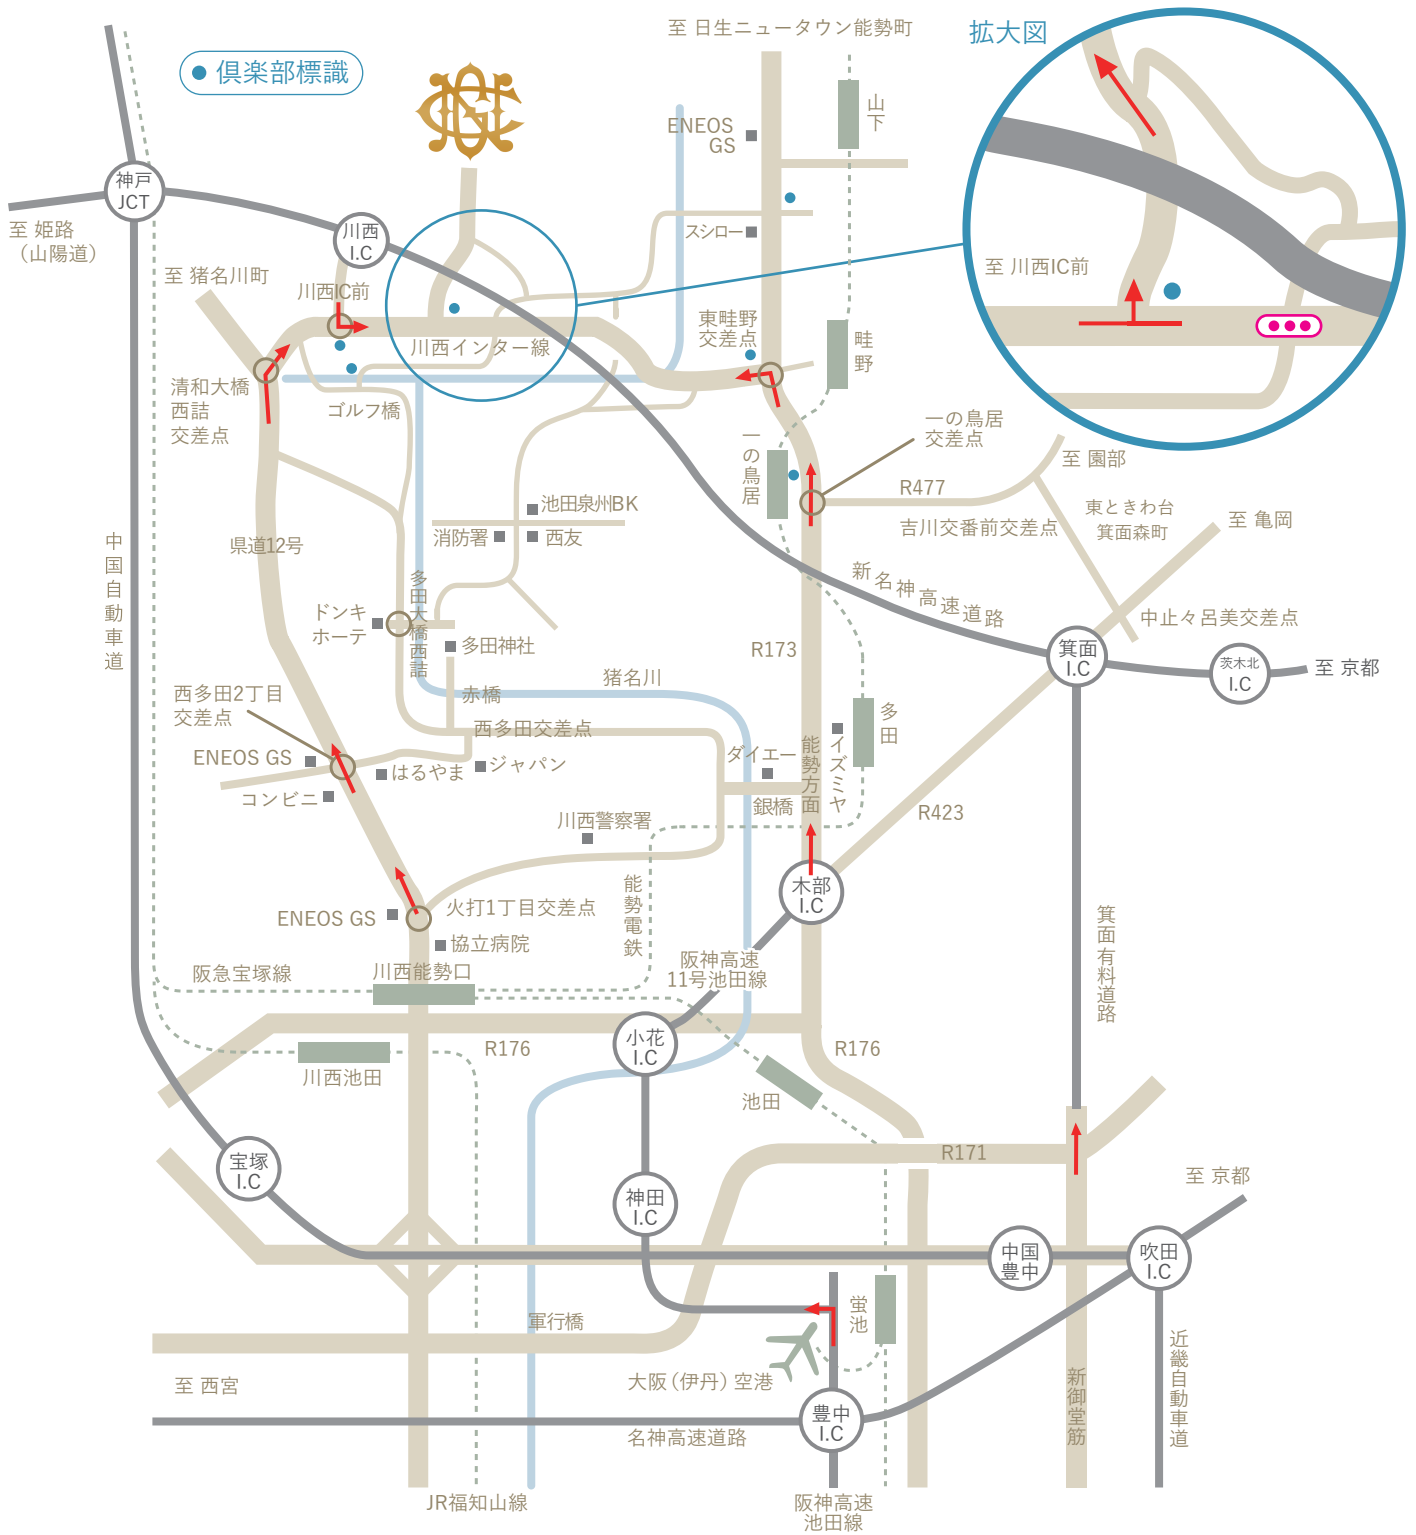 至 日生ニュータウン能勢町
拡大図
倶楽部標識
山下
ENEOS
GS
神戸
JCT
至 姫路
（山陽道）
川西
I.C
スシロー
至 猪名川町
川西IC前
至 川西IC前
東畦野
交差点
畦野
川西インター線
清和大橋
西詰
交差点
ゴルフ橋
一の鳥居
交差点
一の鳥居
至 園部
R477
池田泉州BK
東ときわ台
箕面森町
吉川交番前交差点
至 亀岡
消防署
西友
県道12号
中国自動車道
新名神高速道路
多田大橋西詰
ドンキ
ホーテ
中止々呂美交差点
多田神社
R173
箕面
I.C
茨木北
I.C
至 京都
猪名川
赤橋
西多田2丁目
交差点
多田
西多田交差点
ENEOS GS
はるやま
ジャパン
ダイエー
能勢方面
イズミヤ
コンビニ
銀橋
R423
川西警察署
能勢電鉄
木部
I.C
火打1丁目交差点
ENEOS GS
協立病院
箕面有料道路
阪急宝塚線
川西能勢口
阪神高速
11号池田線
小花
I.C
R176
R176
川西池田
池田
宝塚
I.C
R171
至 京都
神田
I.C
中国
豊中
吹田
I.C
軍行橋
蛍池
近畿自動車道
新御堂筋
至 西宮
大阪（伊丹）空港
豊中
I.C
名神高速道路
JR福知山線
阪神高速
池田線